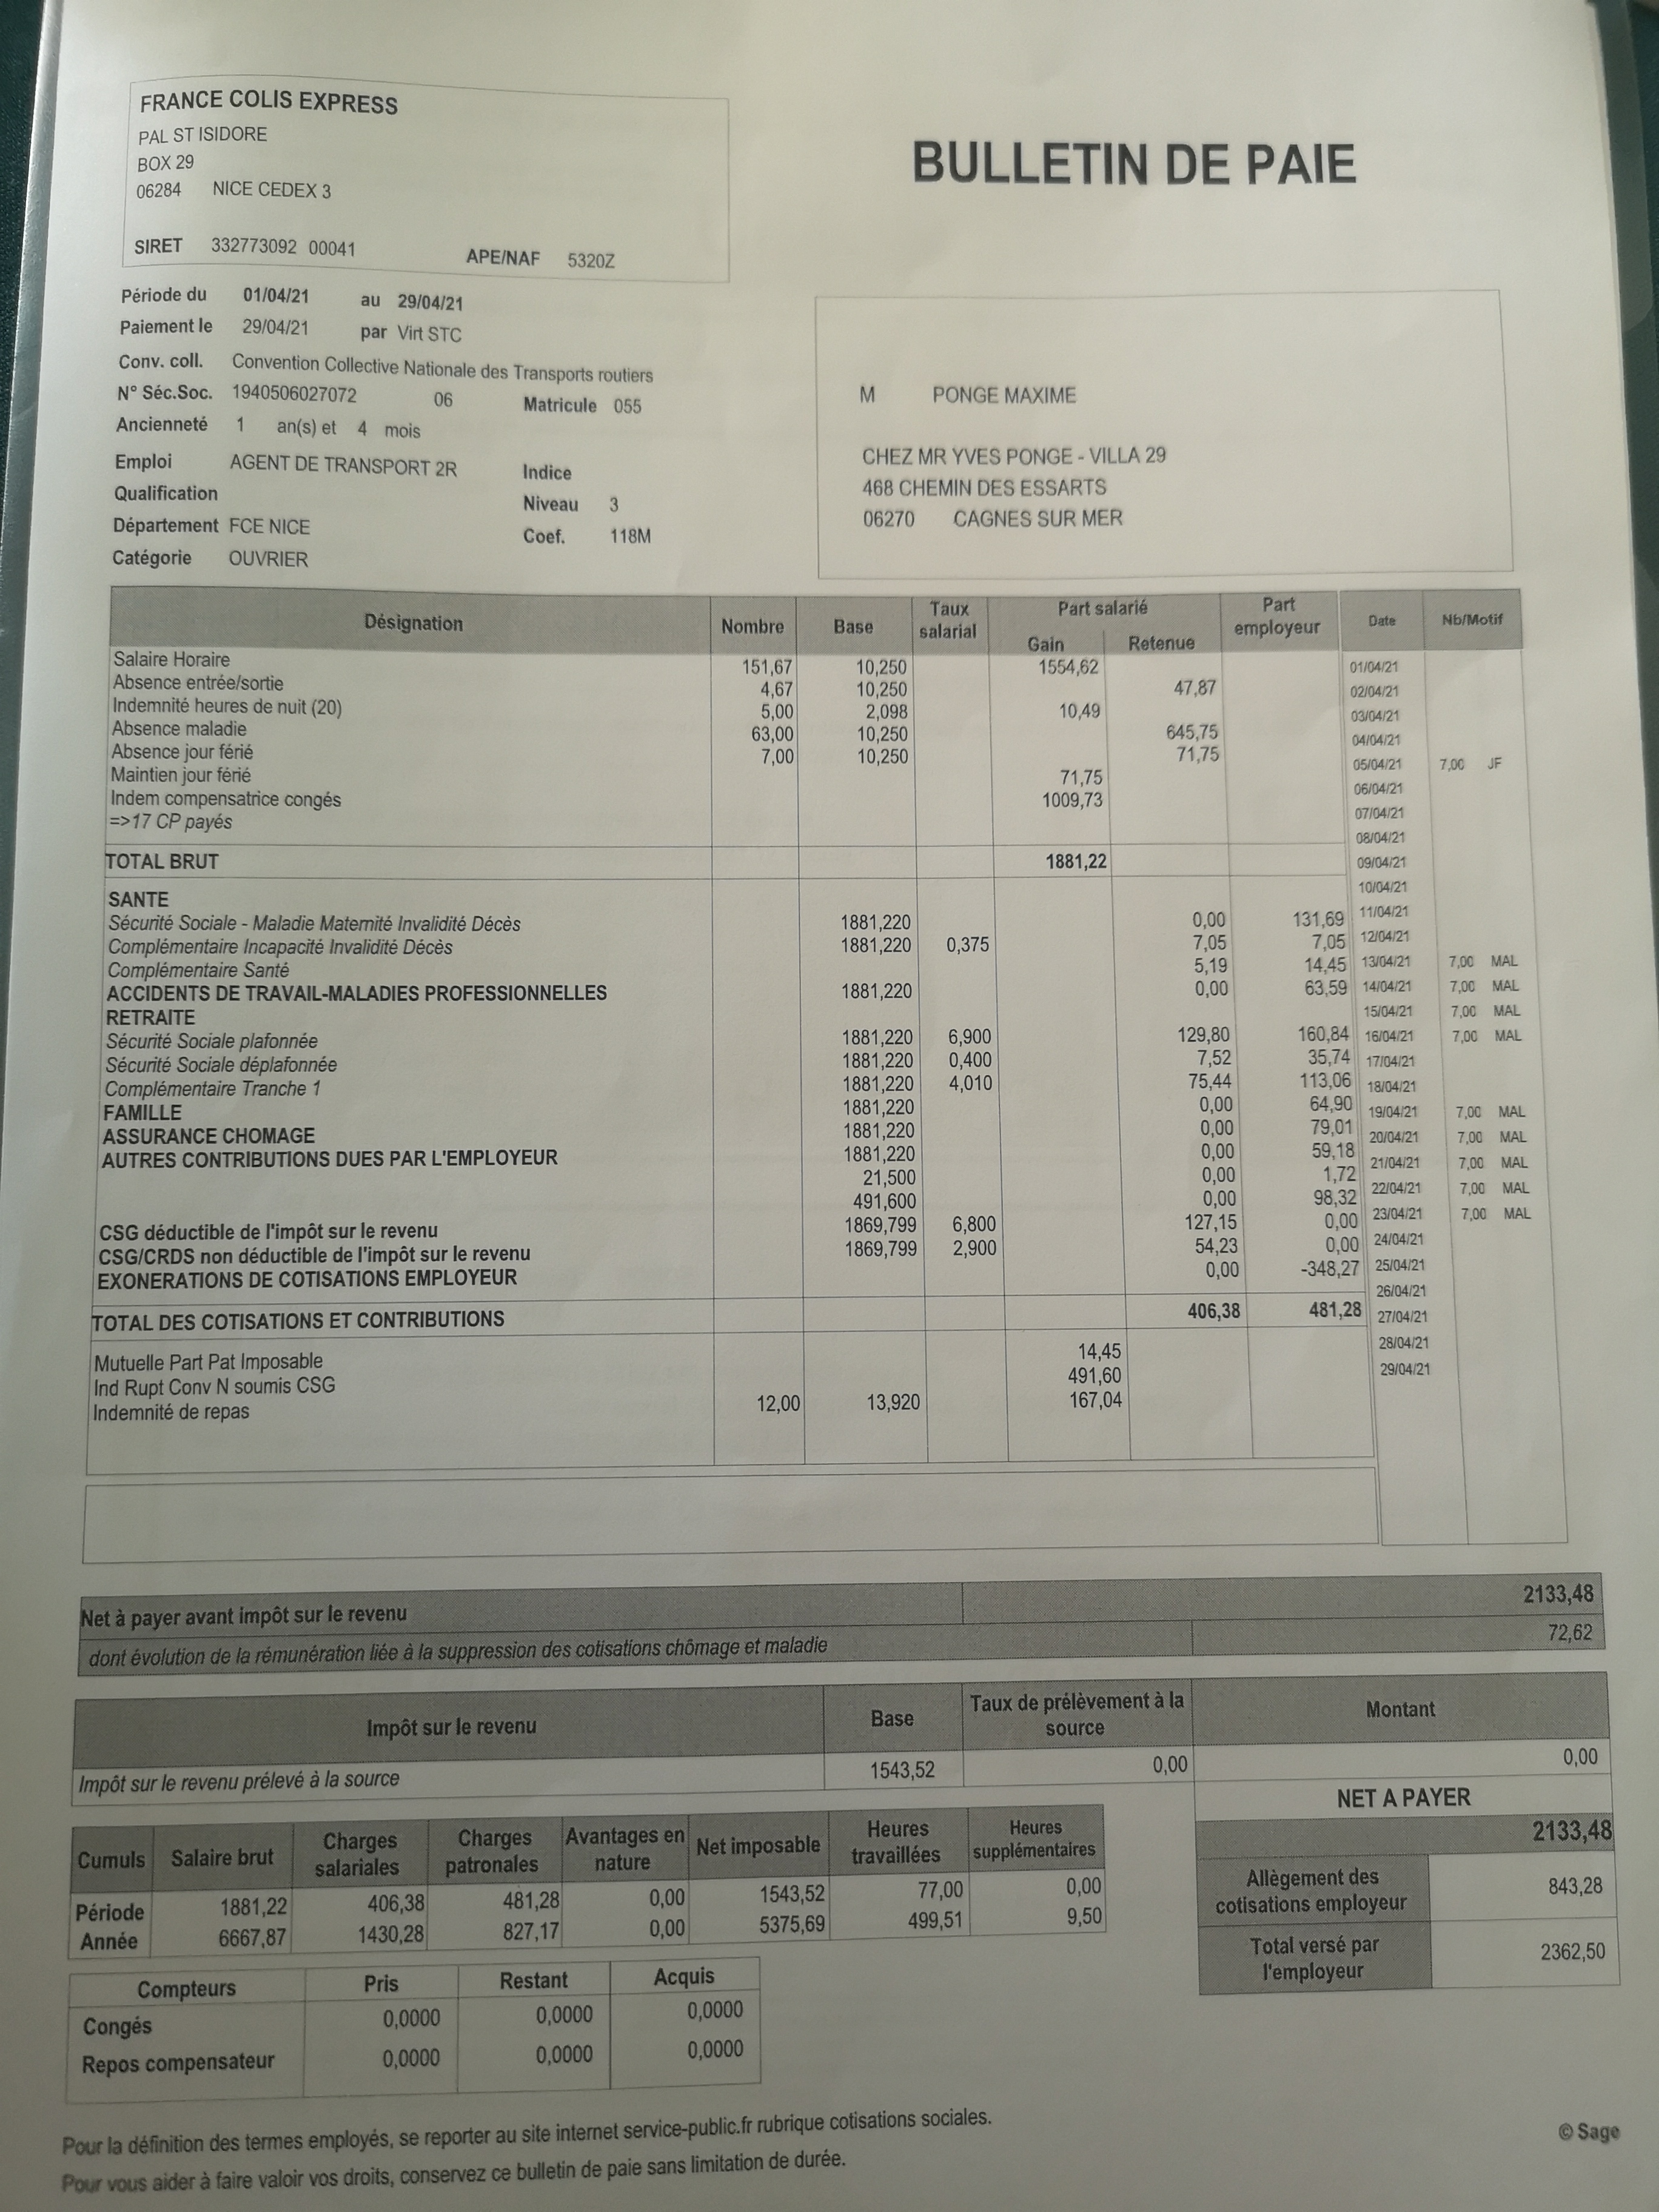 FRANCE COLIS EXPRESS
PAL ST ISIDORE
BOX 29
06284 NICE CEDEX 3
SIRET 332773092 00041 APE/NAF 5320Z
BULLETIN DE PAIE
Période du 01/04/21 au 29/04/21
Paiement le 29/04/21 par Virt STC
Conv. coll. Convention Collective Nationale des Transports routiers
N° Séc.Soc. 1940506027072 06 Matricule 055
Ancienneté 1 an(s) et 4 mois
Emploi AGENT DE TRANSPORT 2R Indice
Qualification Niveau 3
Département FCE NICE Coef. 118M
Catégorie OUVRIER
M PONGE MAXIME
CHEZ MR YVES PONGE - VILLA 29
468 CHEMIN DES ESSARTS
06270 CAGNES SUR MER
Désignation Nombre Base Taux salarial Part salarié Gain Retenue Part employeur
Salaire Horaire 151,67 10,250 1554,62
Absence entrée/sortie 4,67 10,250 47,87
Indemnité heures de nuit (20) 5,00 2,098 10,49
Absence maladie 63,00 10,250 645,75
Absence jour férié 7,00 10,250 71,75
Maintien jour férié 71,75
Indem compensatrice congés 1009,73
=>17 CP payés
TOTAL BRUT 1881,22
SANTE
Sécurité Sociale - Maladie Maternité Invalidité Décès 1881,220 0,00 131,69
Complémentaire Incapacité Invalidité Décès 1881,220 0,375 7,05 7,05
Complémentaire Santé 5,19 14,45
ACCIDENTS DE TRAVAIL-MALADIES PROFESSIONNELLES 1881,220 0,00 63,59
RETRAITE
Sécurité Sociale plafonnée 1881,220 6,900 129,80 160,84
Sécurité Sociale déplafonnée 1881,220 0,400 7,52 35,74
Complémentaire Tranche 1 1881,220 4,010 75,44 113,06
FAMILLE 1881,220 0,00 64,90
ASSURANCE CHOMAGE 1881,220 0,00 79,01
AUTRES CONTRIBUTIONS DUES PAR L'EMPLOYEUR 1881,220 0,00 59,18
21,500 0,00 1,72
491,600 0,00 98,32
CSG déductible de l'impôt sur le revenu 1869,799 6,800 127,15 0,00
CSG/CRDS non déductible de l'impôt sur le revenu 1869,799 2,900 54,23 0,00
EXONERATIONS DE COTISATIONS EMPLOYEUR 0,00 -348,27
TOTAL DES COTISATIONS ET CONTRIBUTIONS 406,38 481,28
Mutuelle Part Pat Imposable 14,45
Ind Rupt Conv N soumis CSG 491,60
Indemnité de repas 12,00 13,920 167,04
Date Nb/Motif
01/04/21
02/04/21
03/04/21
04/04/21
05/04/21 7,00 JF
06/04/21
07/04/21
08/04/21
09/04/21
10/04/21
11/04/21
12/04/21
13/04/21 7,00 MAL
14/04/21 7,00 MAL
15/04/21 7,00 MAL
16/04/21 7,00 MAL
17/04/21
18/04/21
19/04/21 7,00 MAL
20/04/21 7,00 MAL
21/04/21 7,00 MAL
22/04/21 7,00 MAL
23/04/21 7,00 MAL
24/04/21
25/04/21
26/04/21
27/04/21
28/04/21
29/04/21
Net à payer avant impôt sur le revenu 2133,48
dont évolution de la rémunération liée à la suppression des cotisations chômage et maladie 72,62
Impôt sur le revenu Base Taux de prélèvement à la source Montant
Impôt sur le revenu prélevé à la source 1543,52 0,00 0,00
NET A PAYER
2133,48
Allègement des cotisations employeur 843,28
Total versé par l'employeur 2362,50
Cumuls Salaire brut Charges salariales Charges patronales Avantages en nature Net imposable Heures travaillées Heures supplémentaires
Période 1881,22 406,38 481,28 0,00 1543,52 77,00 0,00
Année 6667,87 1430,28 827,17 0,00 5375,69 499,51 9,50
Compteurs Pris Restant Acquis
Congés 0,0000 0,0000 0,0000
Repos compensateur 0,0000 0,0000 0,0000
Pour la définition des termes employés, se reporter au site internet service-public.fr rubrique cotisations sociales.
Pour vous aider à faire valoir vos droits, conservez ce bulletin de paie sans limitation de durée.
© Sage